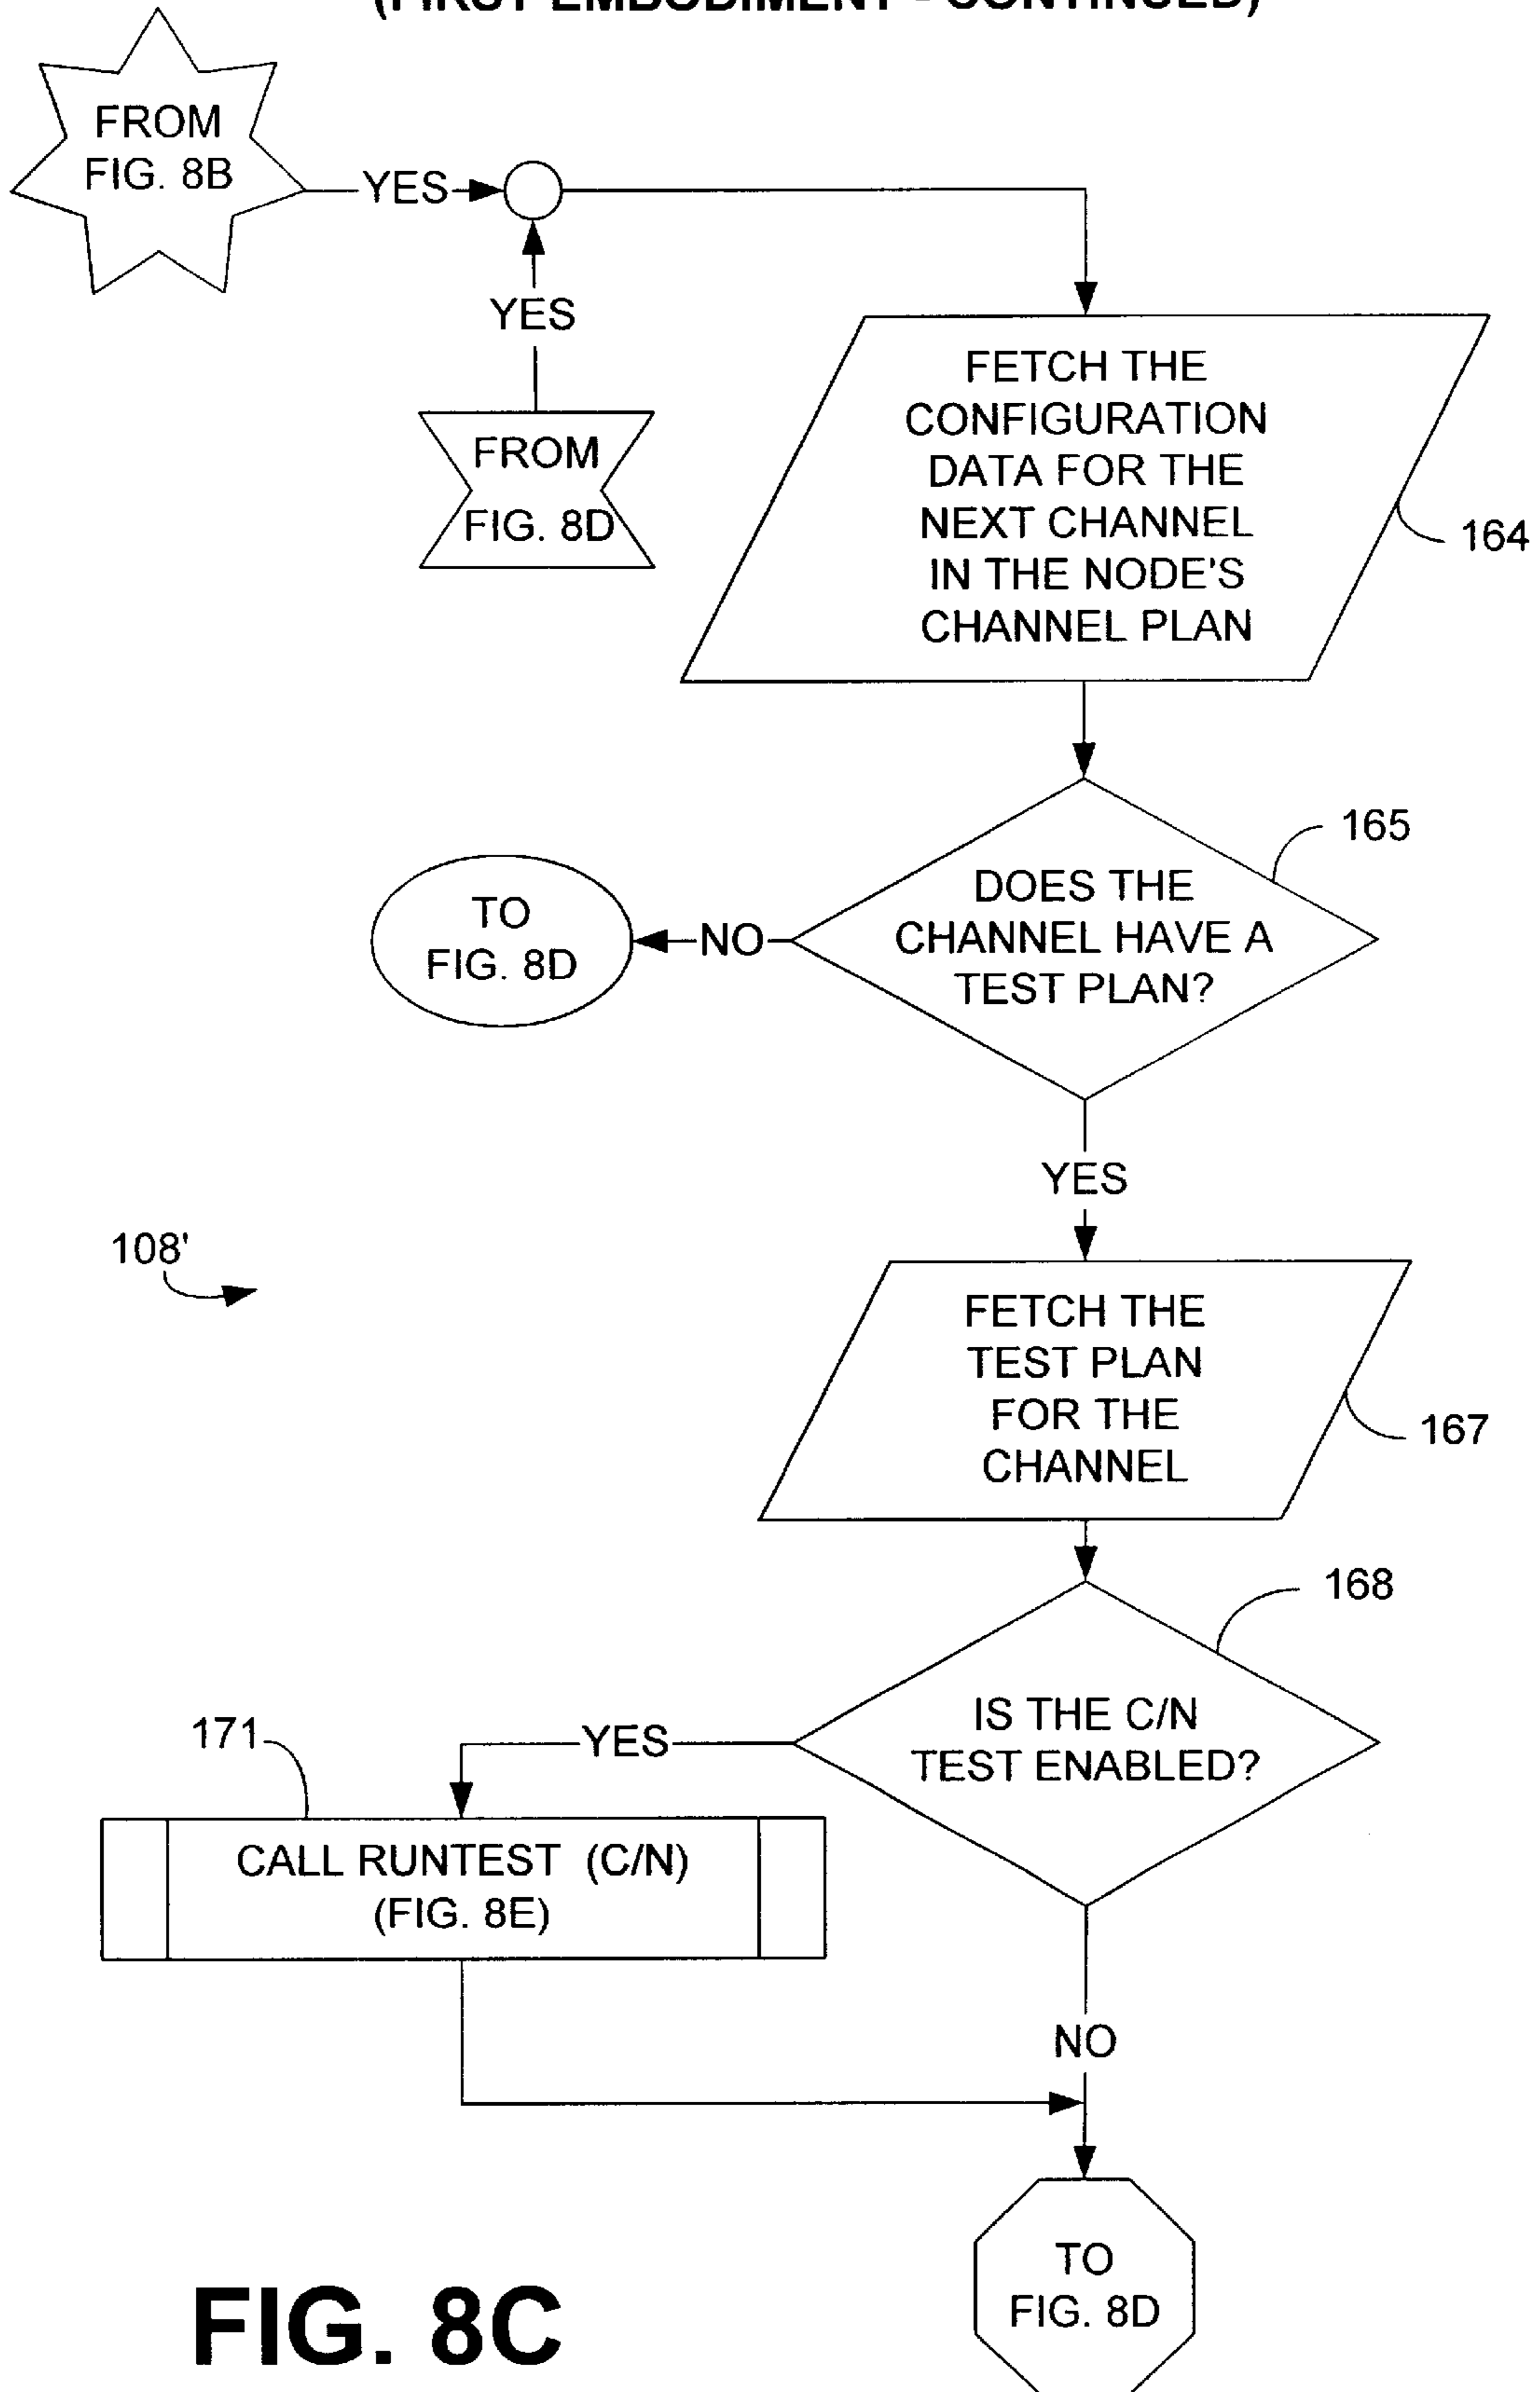 (FIRST EMBODIMENT - CONTINUED)
FROM
FIG. 8B
YES
YES
FROM
FIG. 8D
FETCH THE
CONFIGURATION
DATA FOR THE
NEXT CHANNEL
IN THE NODE'S
CHANNEL PLAN
164
165
DOES THE
CHANNEL HAVE A
TEST PLAN?
NO
TO
FIG. 8D
YES
108'
FETCH THE
TEST PLAN
FOR THE
CHANNEL
167
168
IS THE C/N
TEST ENABLED?
YES
171
CALL RUNTEST (C/N)
(FIG. 8E)
NO
TO
FIG. 8D
FIG. 8C